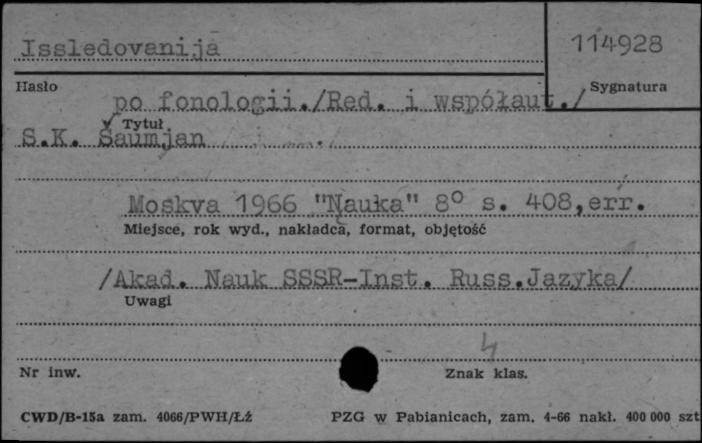 Issledovanija
114928
Hasło
Sygnatura
po fonologii./Red. i współaut./
Tytuł
S.K. Šaumjan
Moskva 1966 "Nauka" 8° s. 408,err.
Miejsce, rok wyd., nakładca, format, objętość
/Akad. Nauk SSSR-Inst. Russ.Jazyka/
Uwagi
4
Nr inw.
Znak klas.
CWD/B-15a zam. 4066/PWH/Łż
PZG w Pabianicach, zam. 4-66 nakł. 400 000 szt